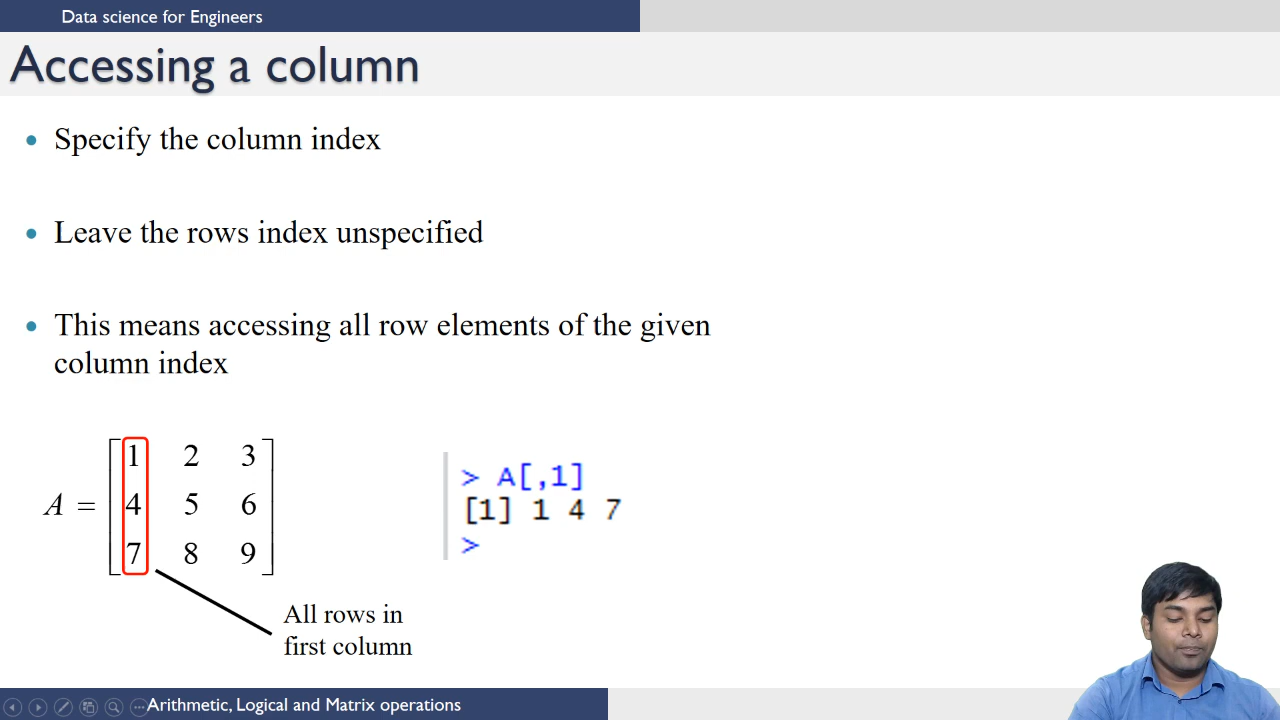 Data science for Engineers
Accessing a column
• Specify the column index
• Leave the rows index unspecified
• This means accessing all row elements of the given
column index
A = [1 2 3
4 5 6
7 8 9]
> A[,1]
[1] 1 4 7
>
All rows in
first column
Arithmetic, Logical and Matrix operations